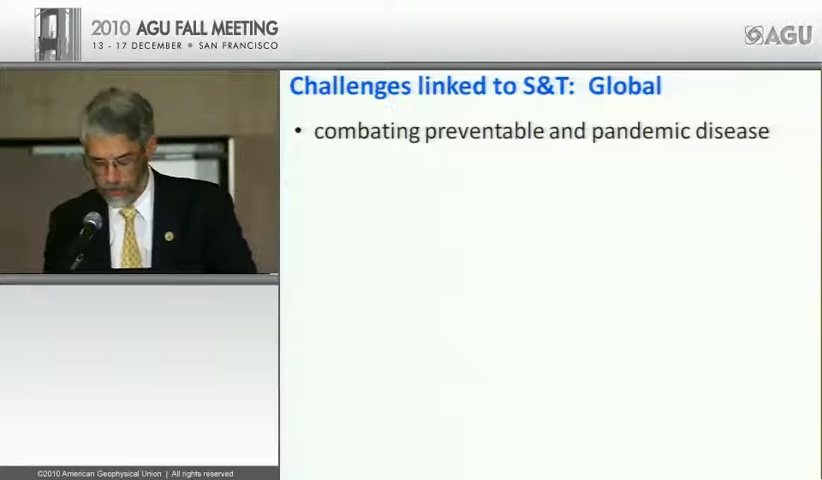 2010 AGU FALL MEETING
13 - 17 DECEMBER • SAN FRANCISCO
AGU
Challenges linked to S&T: Global
• combating preventable and pandemic disease
©2010 American Geophysical Union | All rights reserved